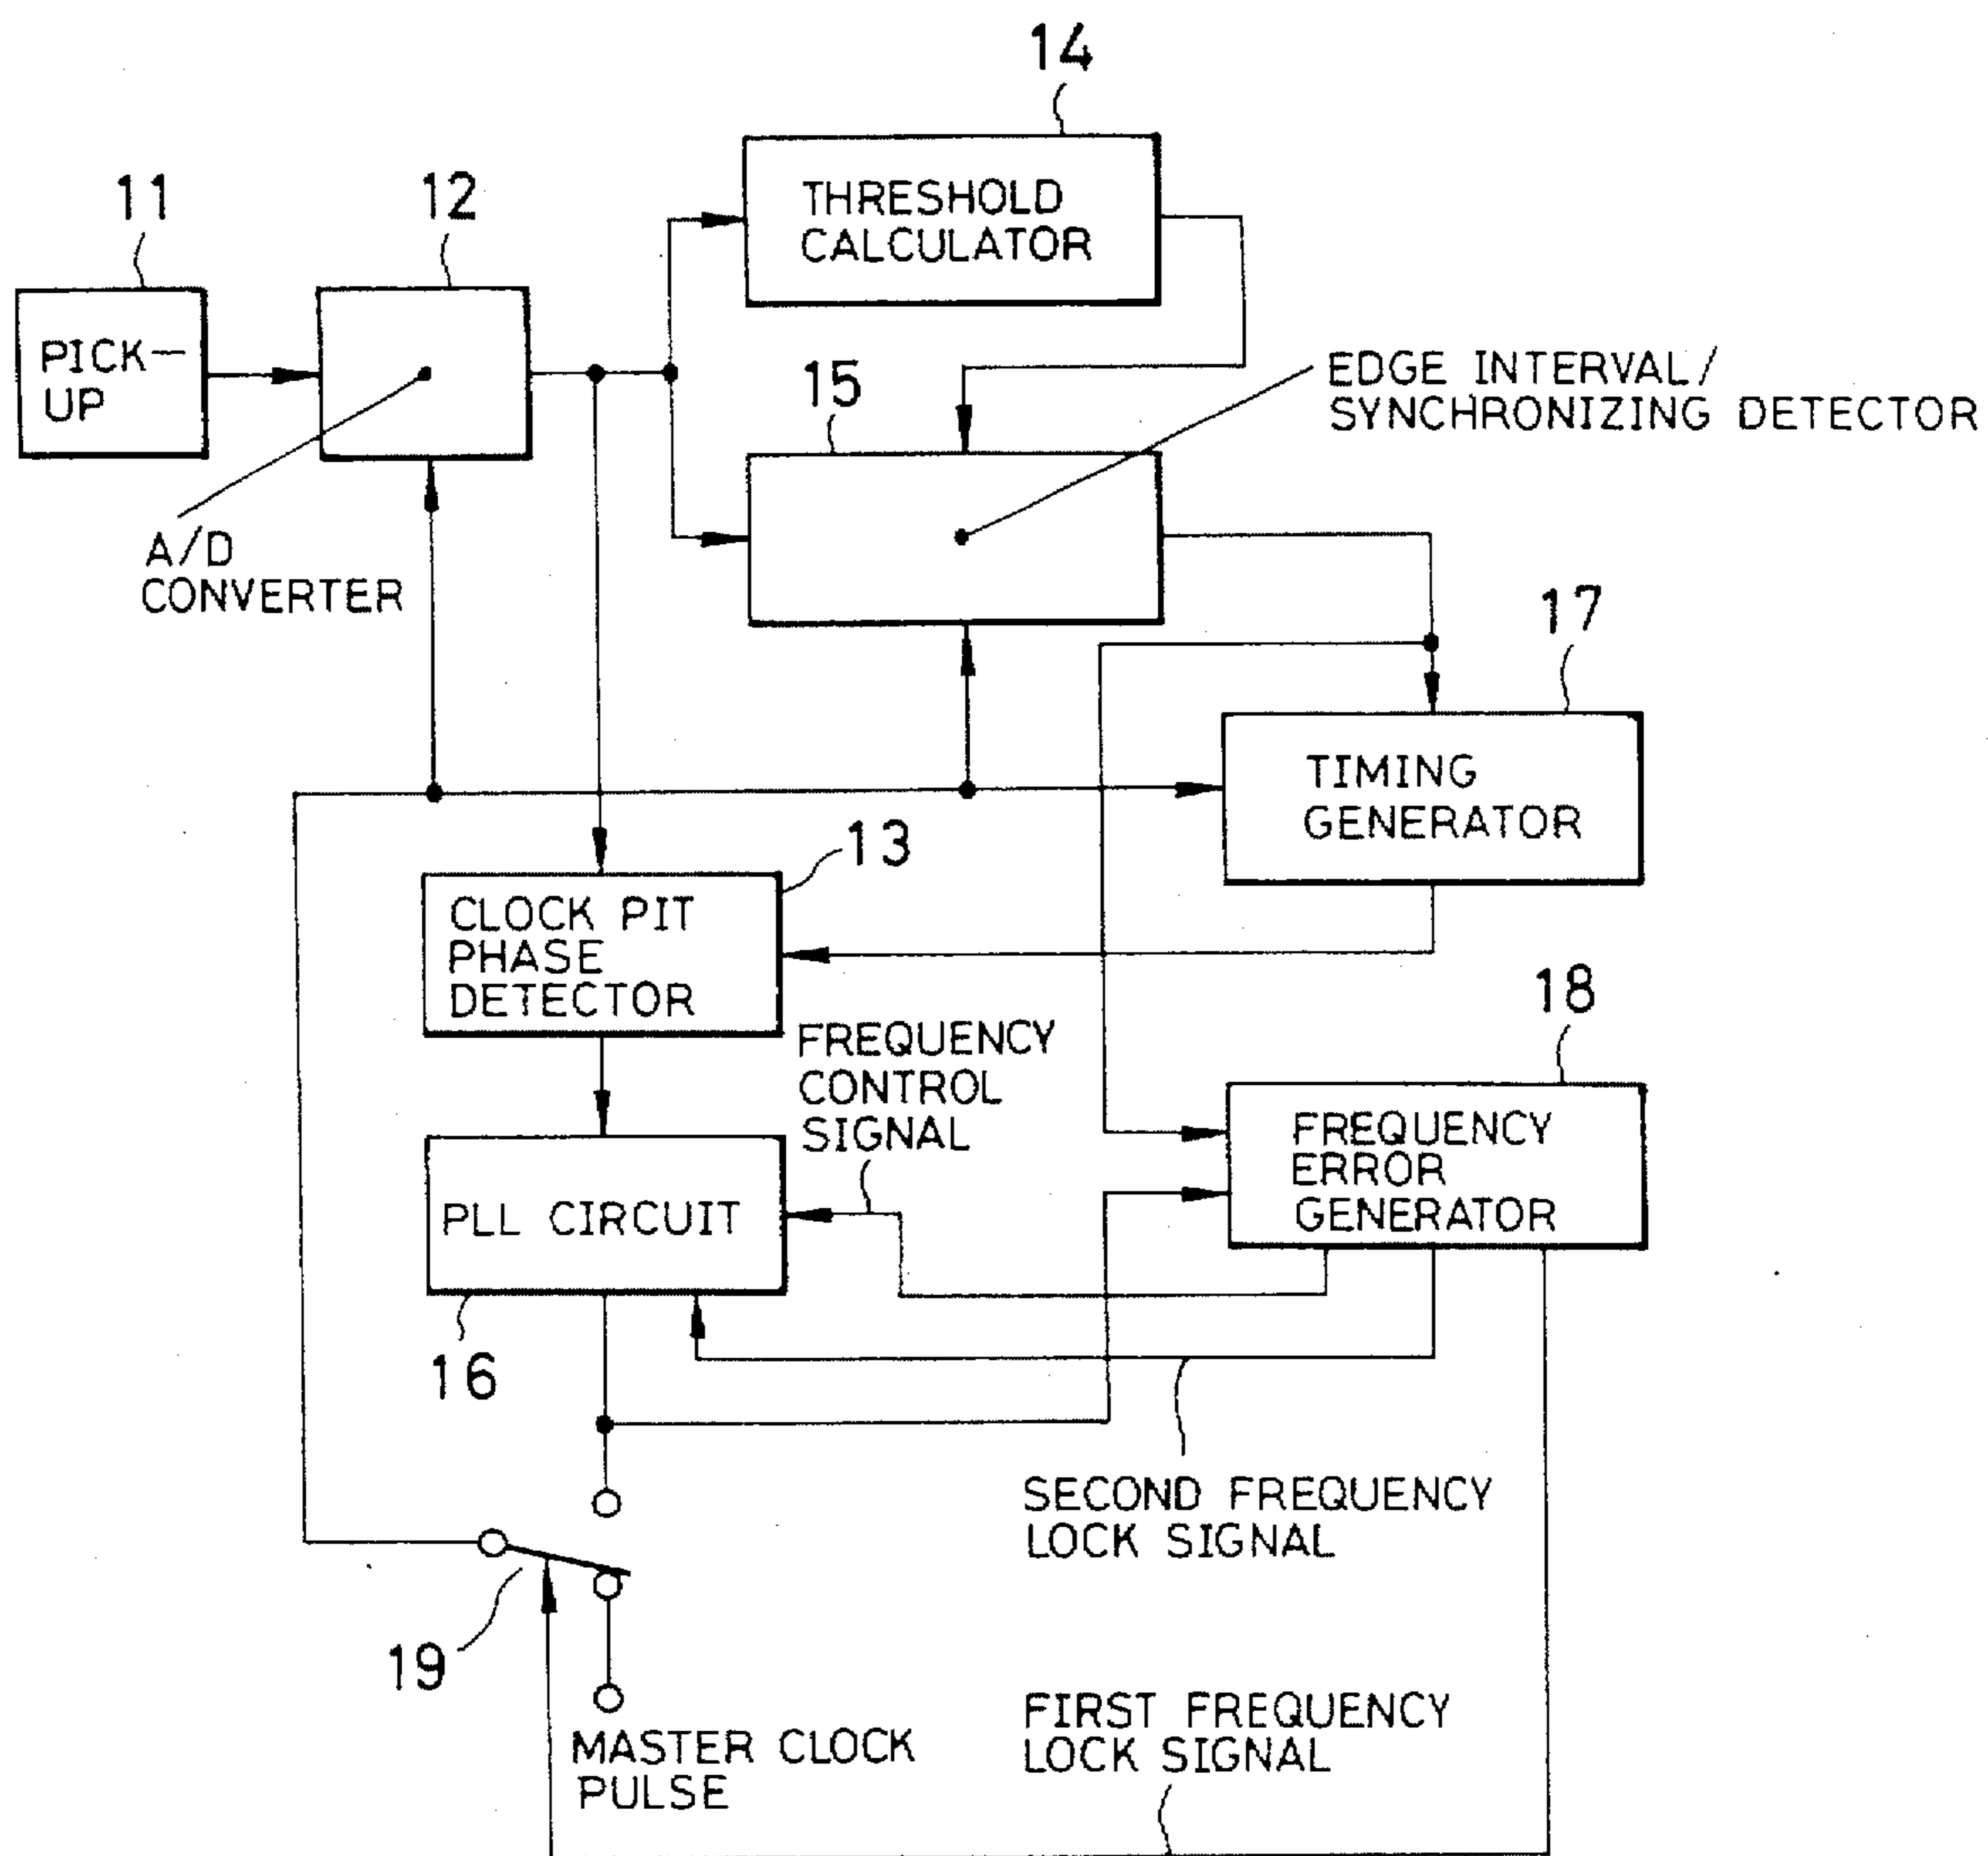 14
11
12
THRESHOLD
CALCULATOR
PICK-
UP
15
EDGE INTERVAL/
SYNCHRONIZING DETECTOR
A/D
CONVERTER
17
TIMING
GENERATOR
13
CLOCK PIT
PHASE
DETECTOR
18
FREQUENCY
CONTROL
SIGNAL
FREQUENCY
ERROR
GENERATOR
PLL CIRCUIT
16
SECOND FREQUENCY
LOCK SIGNAL
19
FIRST FREQUENCY
LOCK SIGNAL
MASTER CLOCK
PULSE